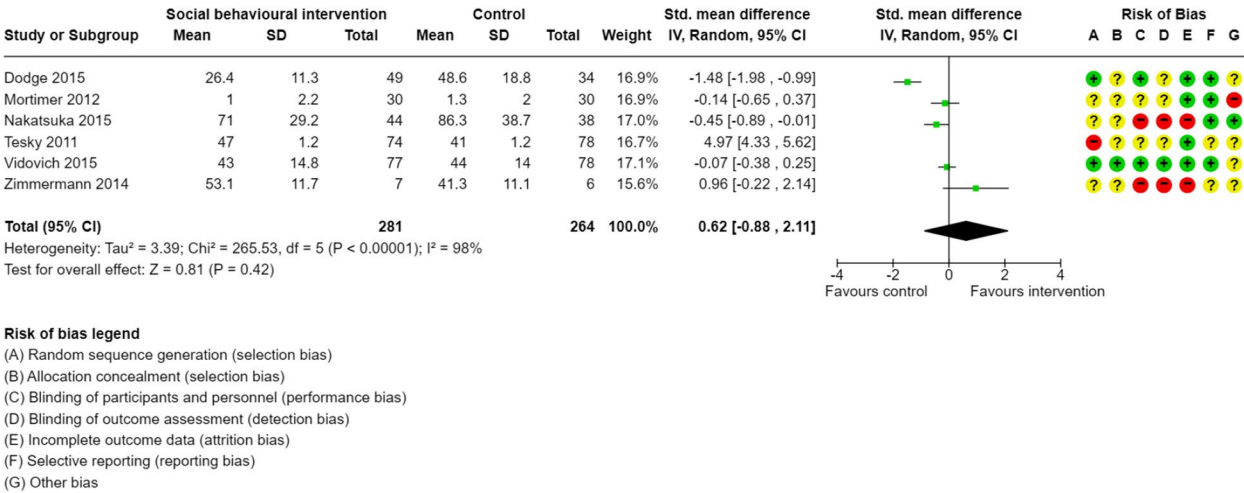 Social behavioural intervention Control Std. mean difference Std. mean difference Risk of Bias
Study or Subgroup Mean SD Total Mean SD Total Weight IV, Random, 95% CI IV, Random, 95% CI A B C D E F G
Dodge 2015 26.4 11.3 49 48.6 18.8 34 16.9% -1.48 [-1.98 , -0.99] + ? + ? + + ?
Mortimer 2012 1 2.2 30 1.3 2 30 16.9% -0.14 [-0.65 , 0.37] ? ? ? ? + + −
Nakatsuka 2015 71 29.2 44 86.3 38.7 38 17.0% -0.45 [-0.89 , -0.01] ? ? − − − + +
Tesky 2011 47 1.2 74 41 1.2 78 16.7% 4.97 [4.33 , 5.62] − ? ? ? + ? ?
Vidovich 2015 43 14.8 77 44 14 78 17.1% -0.07 [-0.38 , 0.25] + + + + + + ?
Zimmermann 2014 53.1 11.7 7 41.3 11.1 6 15.6% 0.96 [-0.22 , 2.14] ? ? − − − ? ?
Total (95% CI) 281 264 100.0% 0.62 [-0.88 , 2.11]
Heterogeneity: Tau² = 3.39; Chi² = 265.53, df = 5 (P < 0.00001); I² = 98%
Test for overall effect: Z = 0.81 (P = 0.42)
-4 -2 0 2 4
Favours control Favours intervention
Risk of bias legend
(A) Random sequence generation (selection bias)
(B) Allocation concealment (selection bias)
(C) Blinding of participants and personnel (performance bias)
(D) Blinding of outcome assessment (detection bias)
(E) Incomplete outcome data (attrition bias)
(F) Selective reporting (reporting bias)
(G) Other bias